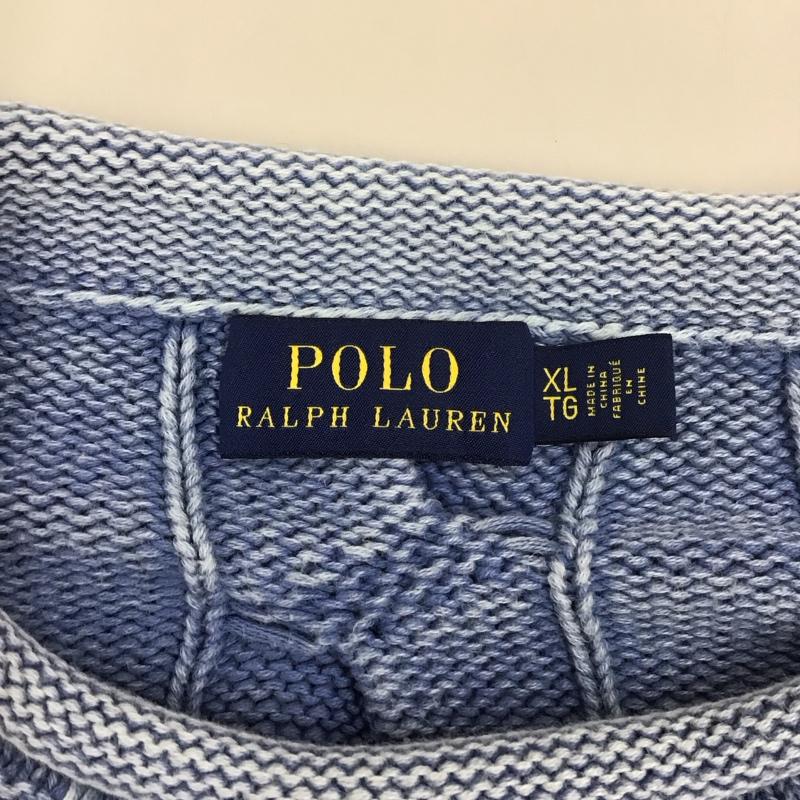 POLO
RALPH LAUREN
XL
TG
MADE IN
CHINA
FABRIQUÉ
EN
CHINE